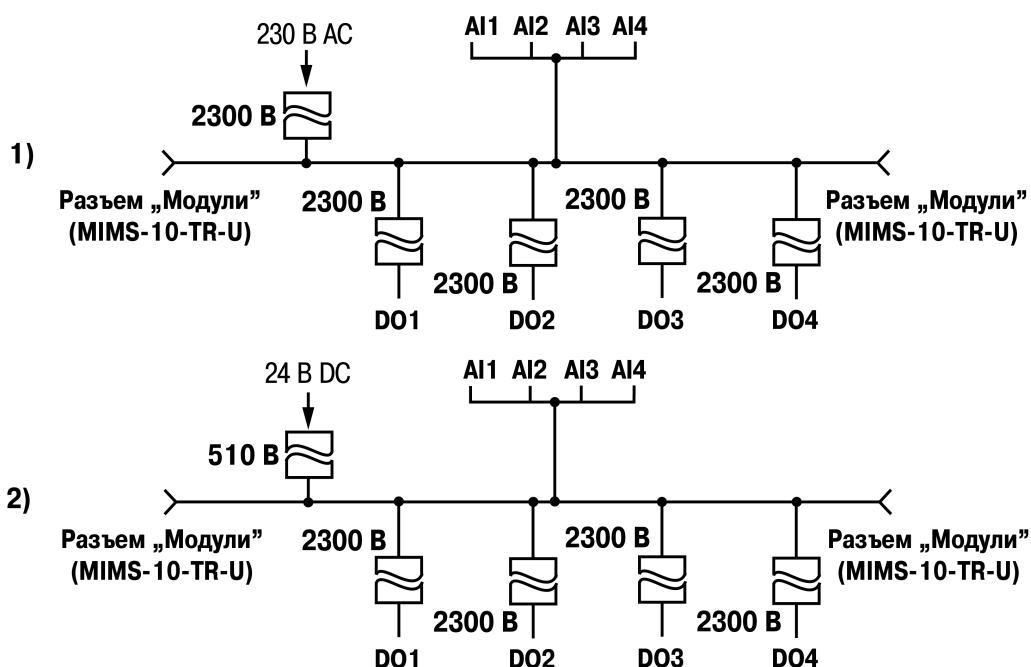 230 В AC
AI1 AI2 AI3 AI4
2300 В
1)
Разъем „Модули”
(MIMS-10-TR-U)
2300 В
2300 В
Разъем „Модули”
(MIMS-10-TR-U)
2300 В
2300 В
DO1 DO2 DO3 DO4
24 В DC
AI1 AI2 AI3 AI4
510 В
2)
Разъем „Модули”
(MIMS-10-TR-U)
2300 В
2300 В
Разъем „Модули”
(MIMS-10-TR-U)
2300 В
2300 В
DO1 DO2 DO3 DO4